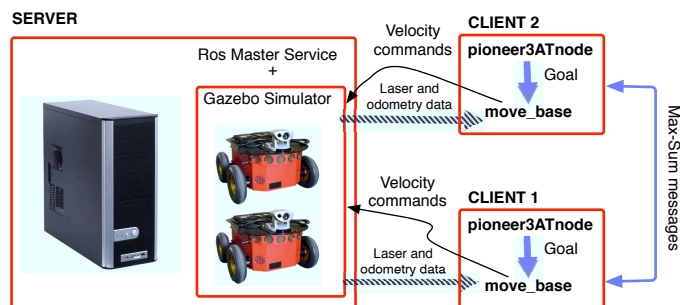 SERVER
Ros Master Service
+
Gazebo Simulator
Velocity
commands
Laser and
odometry data
CLIENT 2
pioneer3ATnode
Goal
move_base
Velocity
commands
Laser and
odometry data
CLIENT 1
pioneer3ATnode
Goal
move_base
Max-Sum messages